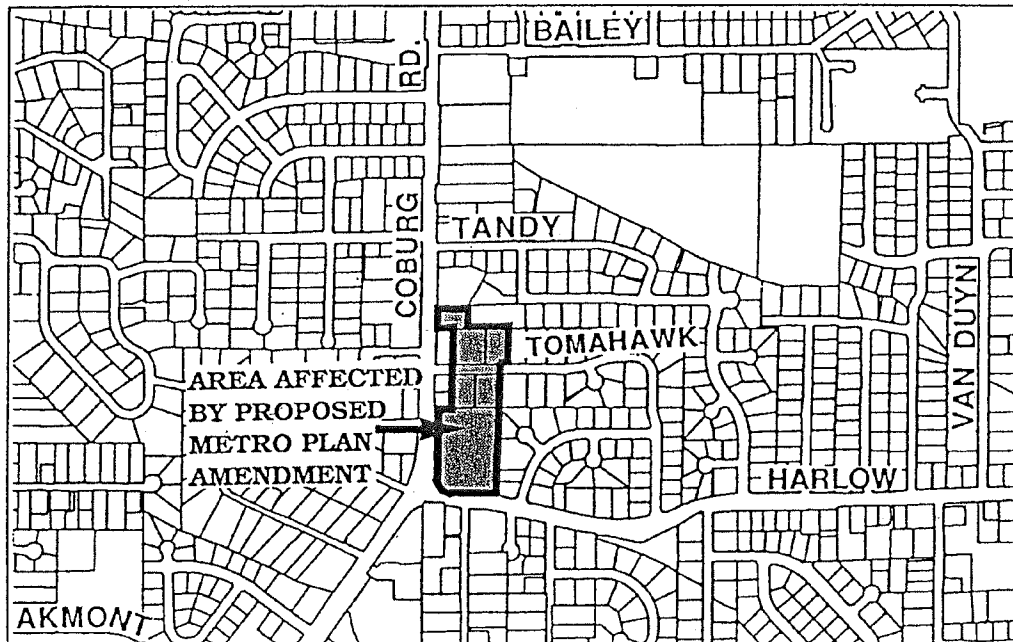 BAILEY
RD.
COBURG
TANDY
TOMAHAWK
VAN DUYN
AREA AFFECTED
BY PROPOSED
METRO PLAN
AMENDMENT
HARLOW
AKMONT